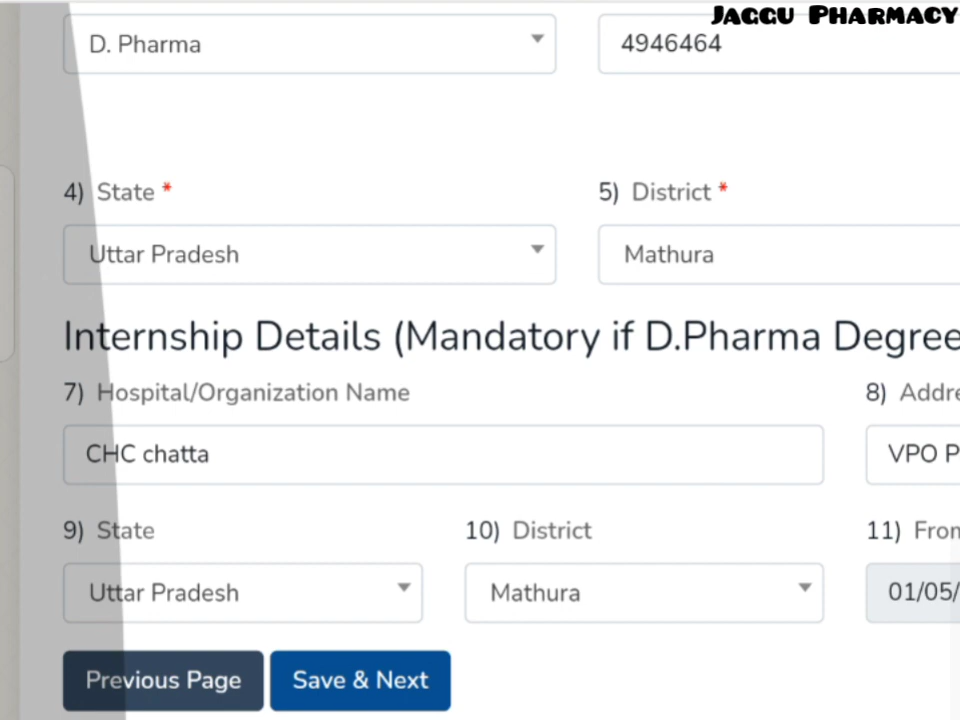 JAGGU PHARMACY
D. Pharma
4946464
4) State *
5) District *
Uttar Pradesh
Mathura
Internship Details (Mandatory if D.Pharma Degree
7) Hospital/Organization Name
8)
CHC chatta
VPO
9) State
10) District
11)
Uttar Pradesh
Mathura
01/05/
Previous Page
Save & Next